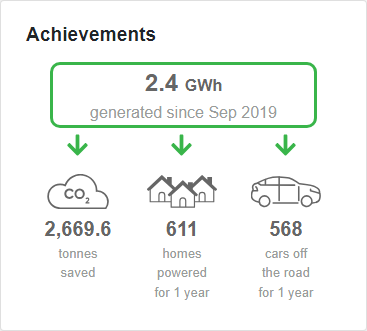 Achievements
2.4 GWh
generated since Sep 2019
CO2
2,669.6
tonnes
saved
611
homes
powered
for 1 year
568
cars off
the road
for 1 year